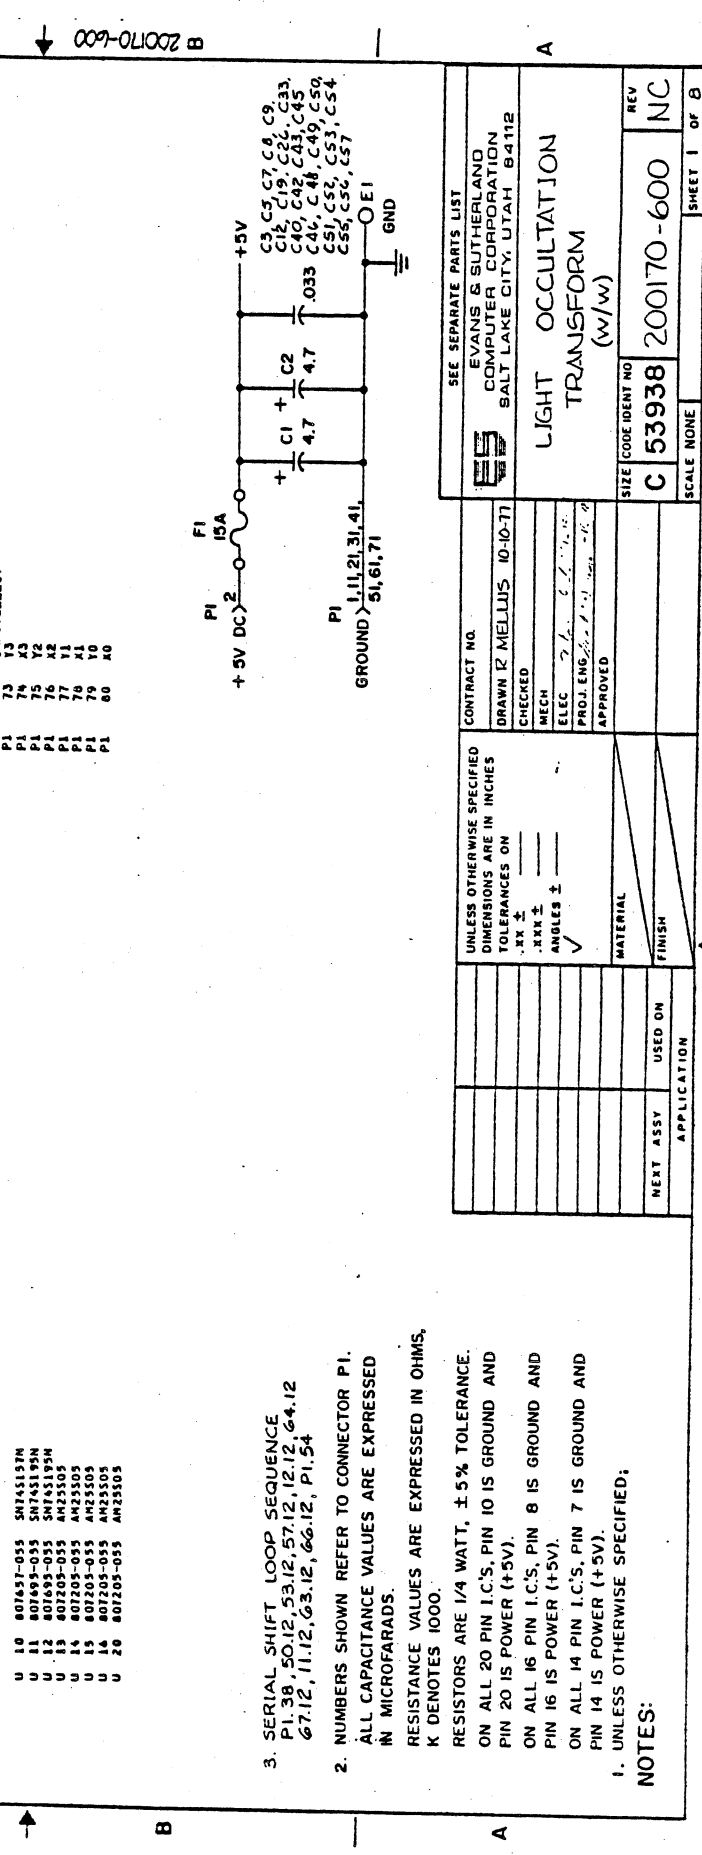 B 200170-600
A
U 10 807657-055 SN74S157N
U 11 807695-055 SN74S195N
U 12 807695-055 SN74S195N
U 13 807205-055 AM25S05
U 14 807205-055 AM25S05
U 15 807205-055 AM25S05
U 16 807205-055 AM25S05
U 20 807205-055 AM25S05
P1 73 Y3
P1 74 X3
P1 75 Y2
P1 76 X2
P1 77 Y1
P1 78 X1
P1 79 Y0
P1 80 X0
B
P1
+5V DC
2
F1
15A
+5V
+ C1
4.7
+ C2
4.7
.033
C3, C5, C7, C8, C9,
C12, C19, C26, C33,
C40, C42, C43, C45
C46, C48, C49, C50,
C51, C52, C53, C54
C55, C56, C57
P1
GROUND
1,11,21,31,41,
51,61,71
E1
GND
3. SERIAL SHIFT LOOP SEQUENCE
P1.38, 50.12, 53.12, 57.12, 12.12, 64.12
67.12, 11.12, 63.12, 66.12, P1.54
2. NUMBERS SHOWN REFER TO CONNECTOR P1.
ALL CAPACITANCE VALUES ARE EXPRESSED
IN MICROFARADS.
RESISTANCE VALUES ARE EXPRESSED IN OHMS,
K DENOTES 1000.
RESISTORS ARE 1/4 WATT, ± 5% TOLERANCE.
ON ALL 20 PIN I.C.'S, PIN 10 IS GROUND AND
PIN 20 IS POWER (+5V).
ON ALL 16 PIN I.C.'S, PIN 8 IS GROUND AND
PIN 16 IS POWER (+5V).
ON ALL 14 PIN I.C.'S, PIN 7 IS GROUND AND
PIN 14 IS POWER (+5V).
1. UNLESS OTHERWISE SPECIFIED;
NOTES:
A
NEXT ASSY
USED ON
APPLICATION
UNLESS OTHERWISE SPECIFIED
DIMENSIONS ARE IN INCHES
TOLERANCES ON
.XX ±
.XXX ±
ANGLES ±
MATERIAL
FINISH
CONTRACT NO.
DRAWN R MELLUS 10-10-77
CHECKED
MECH
ELEC
PROJ. ENG
APPROVED
SEE SEPARATE PARTS LIST
ES
EVANS & SUTHERLAND
COMPUTER CORPORATION
SALT LAKE CITY, UTAH 84112
LIGHT OCCULTATION
TRANSFORM
(W/W)
SIZE
C
CODE IDENT NO
53938
200170-600
REV
NC
SCALE NONE
SHEET 1 OF 8